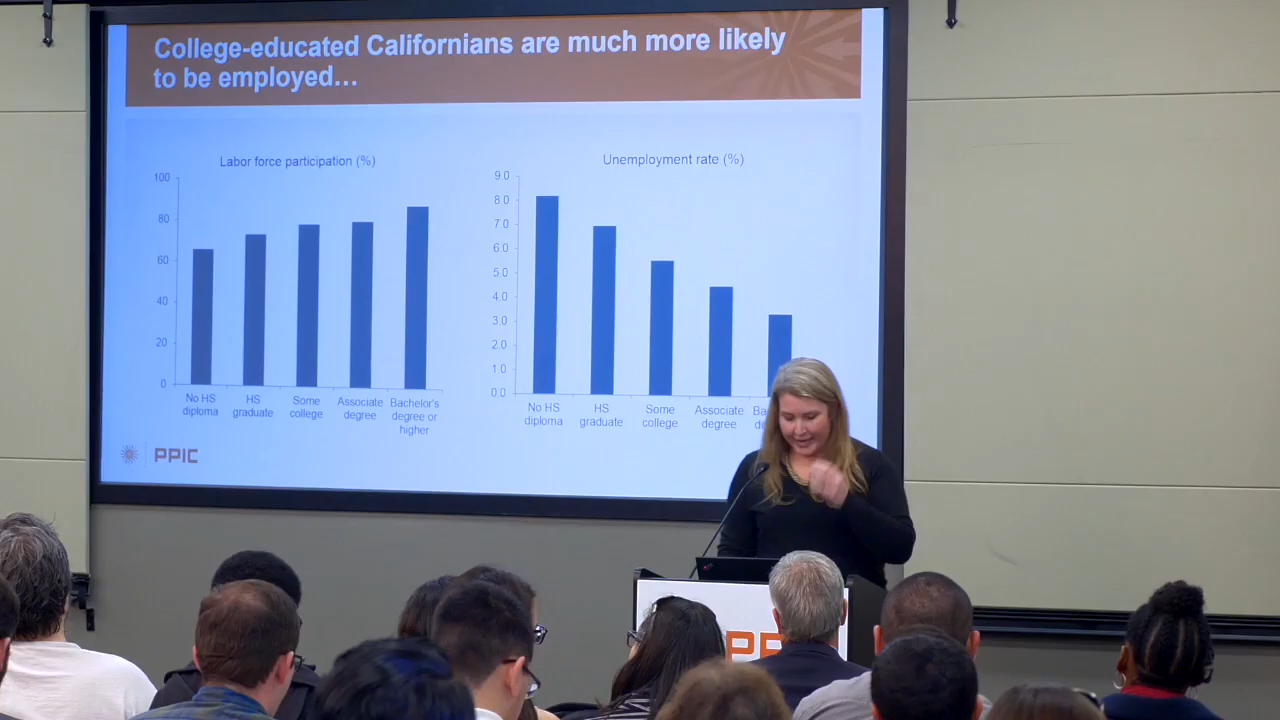 College-educated Californians are much more likely
to be employed…
Labor force participation (%)
100
80
60
40
20
0
No HS
diploma
HS
graduate
Some
college
Associate
degree
Bachelor's
degree or
higher
Unemployment rate (%)
9.0
8.0
7.0
6.0
5.0
4.0
3.0
2.0
1.0
0.0
No HS
diploma
HS
graduate
Some
college
Associate
degree
PPIC